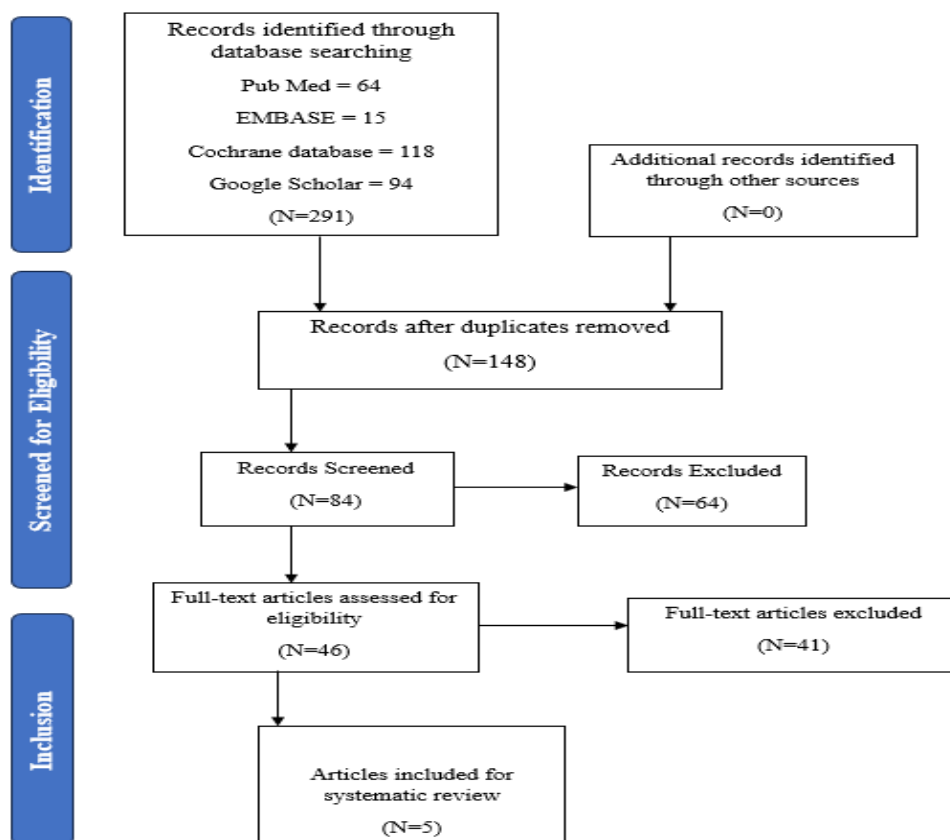 Identification
Records identified through
database searching
Pub Med = 64
EMBASE = 15
Cochrane database = 118
Google Scholar = 94
(N=291)
Additional records identified
through other sources
(N=0)
Screened for Eligibility
Records after duplicates removed
(N=148)
Records Screened
(N=84)
Records Excluded
(N=64)
Full-text articles assessed for
eligibility
(N=46)
Full-text articles excluded
(N=41)
Inclusion
Articles included for
systematic review
(N=5)